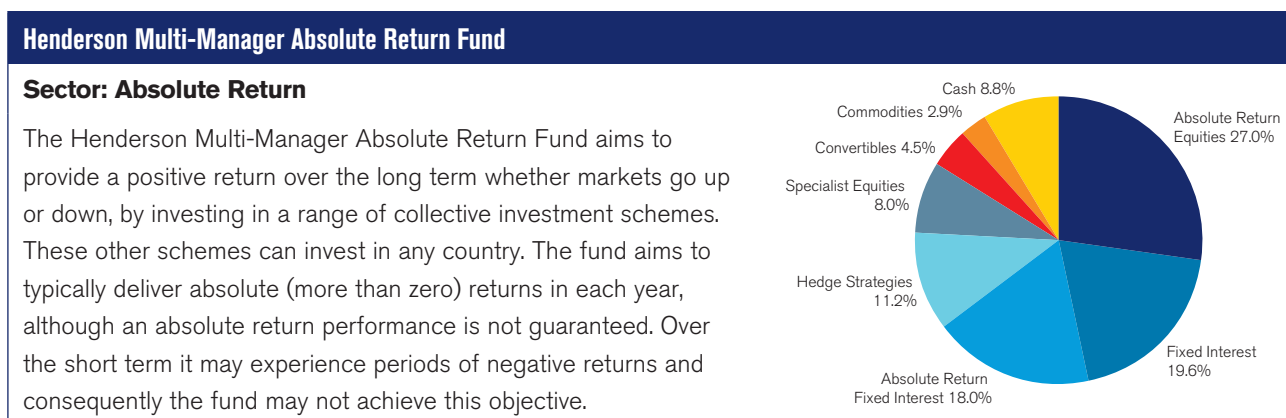 Henderson Multi-Manager Absolute Return Fund
Sector: Absolute Return
The Henderson Multi-Manager Absolute Return Fund aims to
provide a positive return over the long term whether markets go up
or down, by investing in a range of collective investment schemes.
These other schemes can invest in any country. The fund aims to
typically deliver absolute (more than zero) returns in each year,
although an absolute return performance is not guaranteed. Over
the short term it may experience periods of negative returns and
consequently the fund may not achieve this objective.
Cash 8.8%
Commodities 2.9%
Convertibles 4.5%
Specialist Equities
8.0%
Hedge Strategies
11.2%
Absolute Return
Fixed Interest 18.0%
Absolute Return
Equities 27.0%
Fixed Interest
19.6%